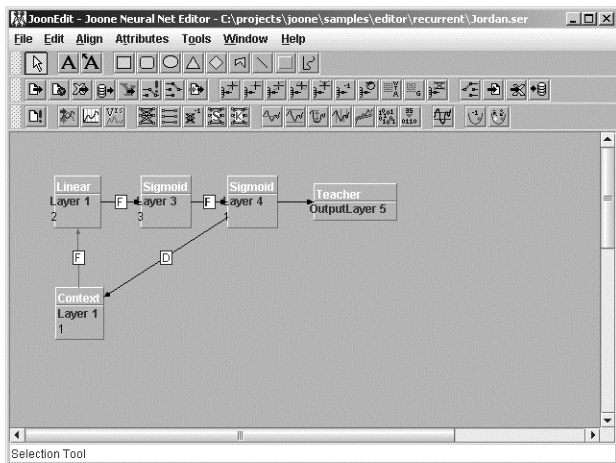 JoonEdit - Joone Neural Net Editor - C:\projects\joone\samples\editor\recurrent\Jordan.ser
File Edit Align Attributes Tools Window Help
A A
VIS
Linear
Layer 1
2
F
Sigmoid
Layer 3
3
F
Sigmoid
Layer 4
1
Teacher
OutputLayer 5
F
D
Context
Layer 1
1
Selection Tool